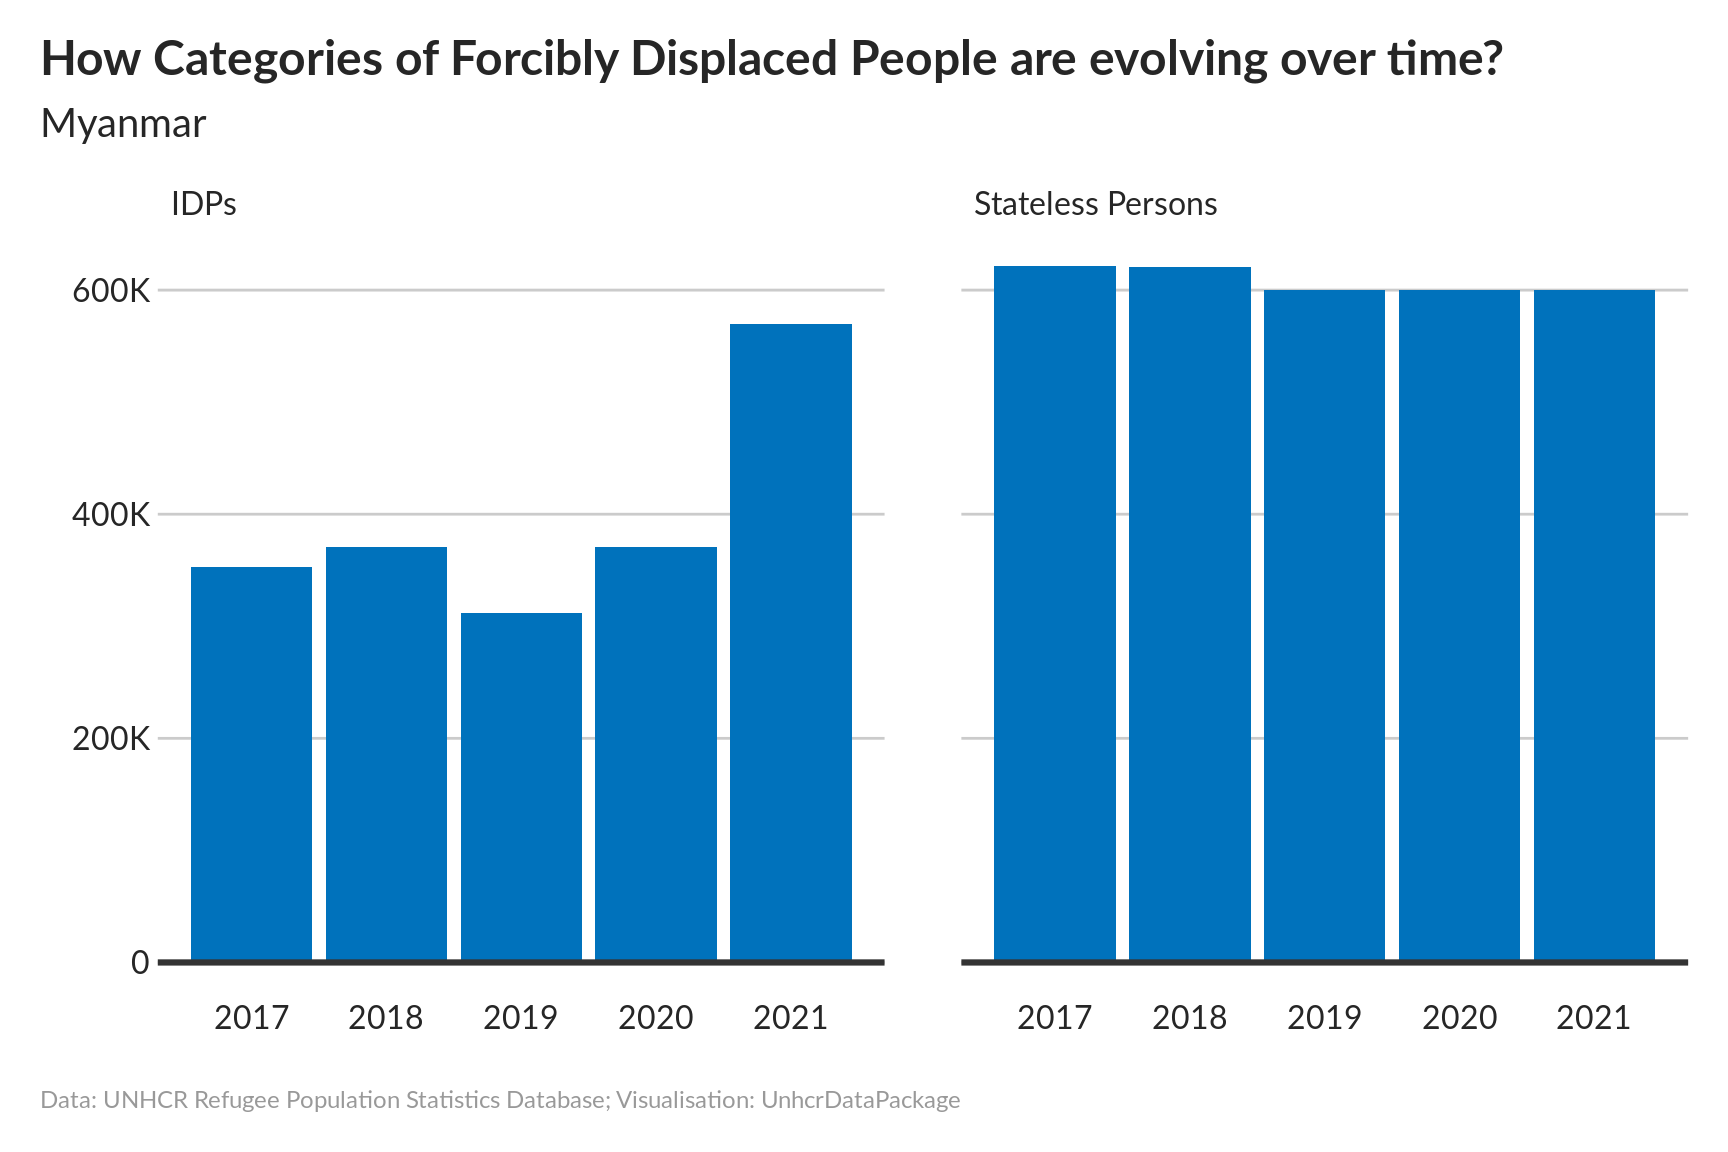 How Categories of Forcibly Displaced People are evolving over time?
Myanmar
IDPs
Stateless Persons
600K
400K
200K
0
2017 2018 2019 2020 2021
2017 2018 2019 2020 2021
Data: UNHCR Refugee Population Statistics Database; Visualisation: UnhcrDataPackage